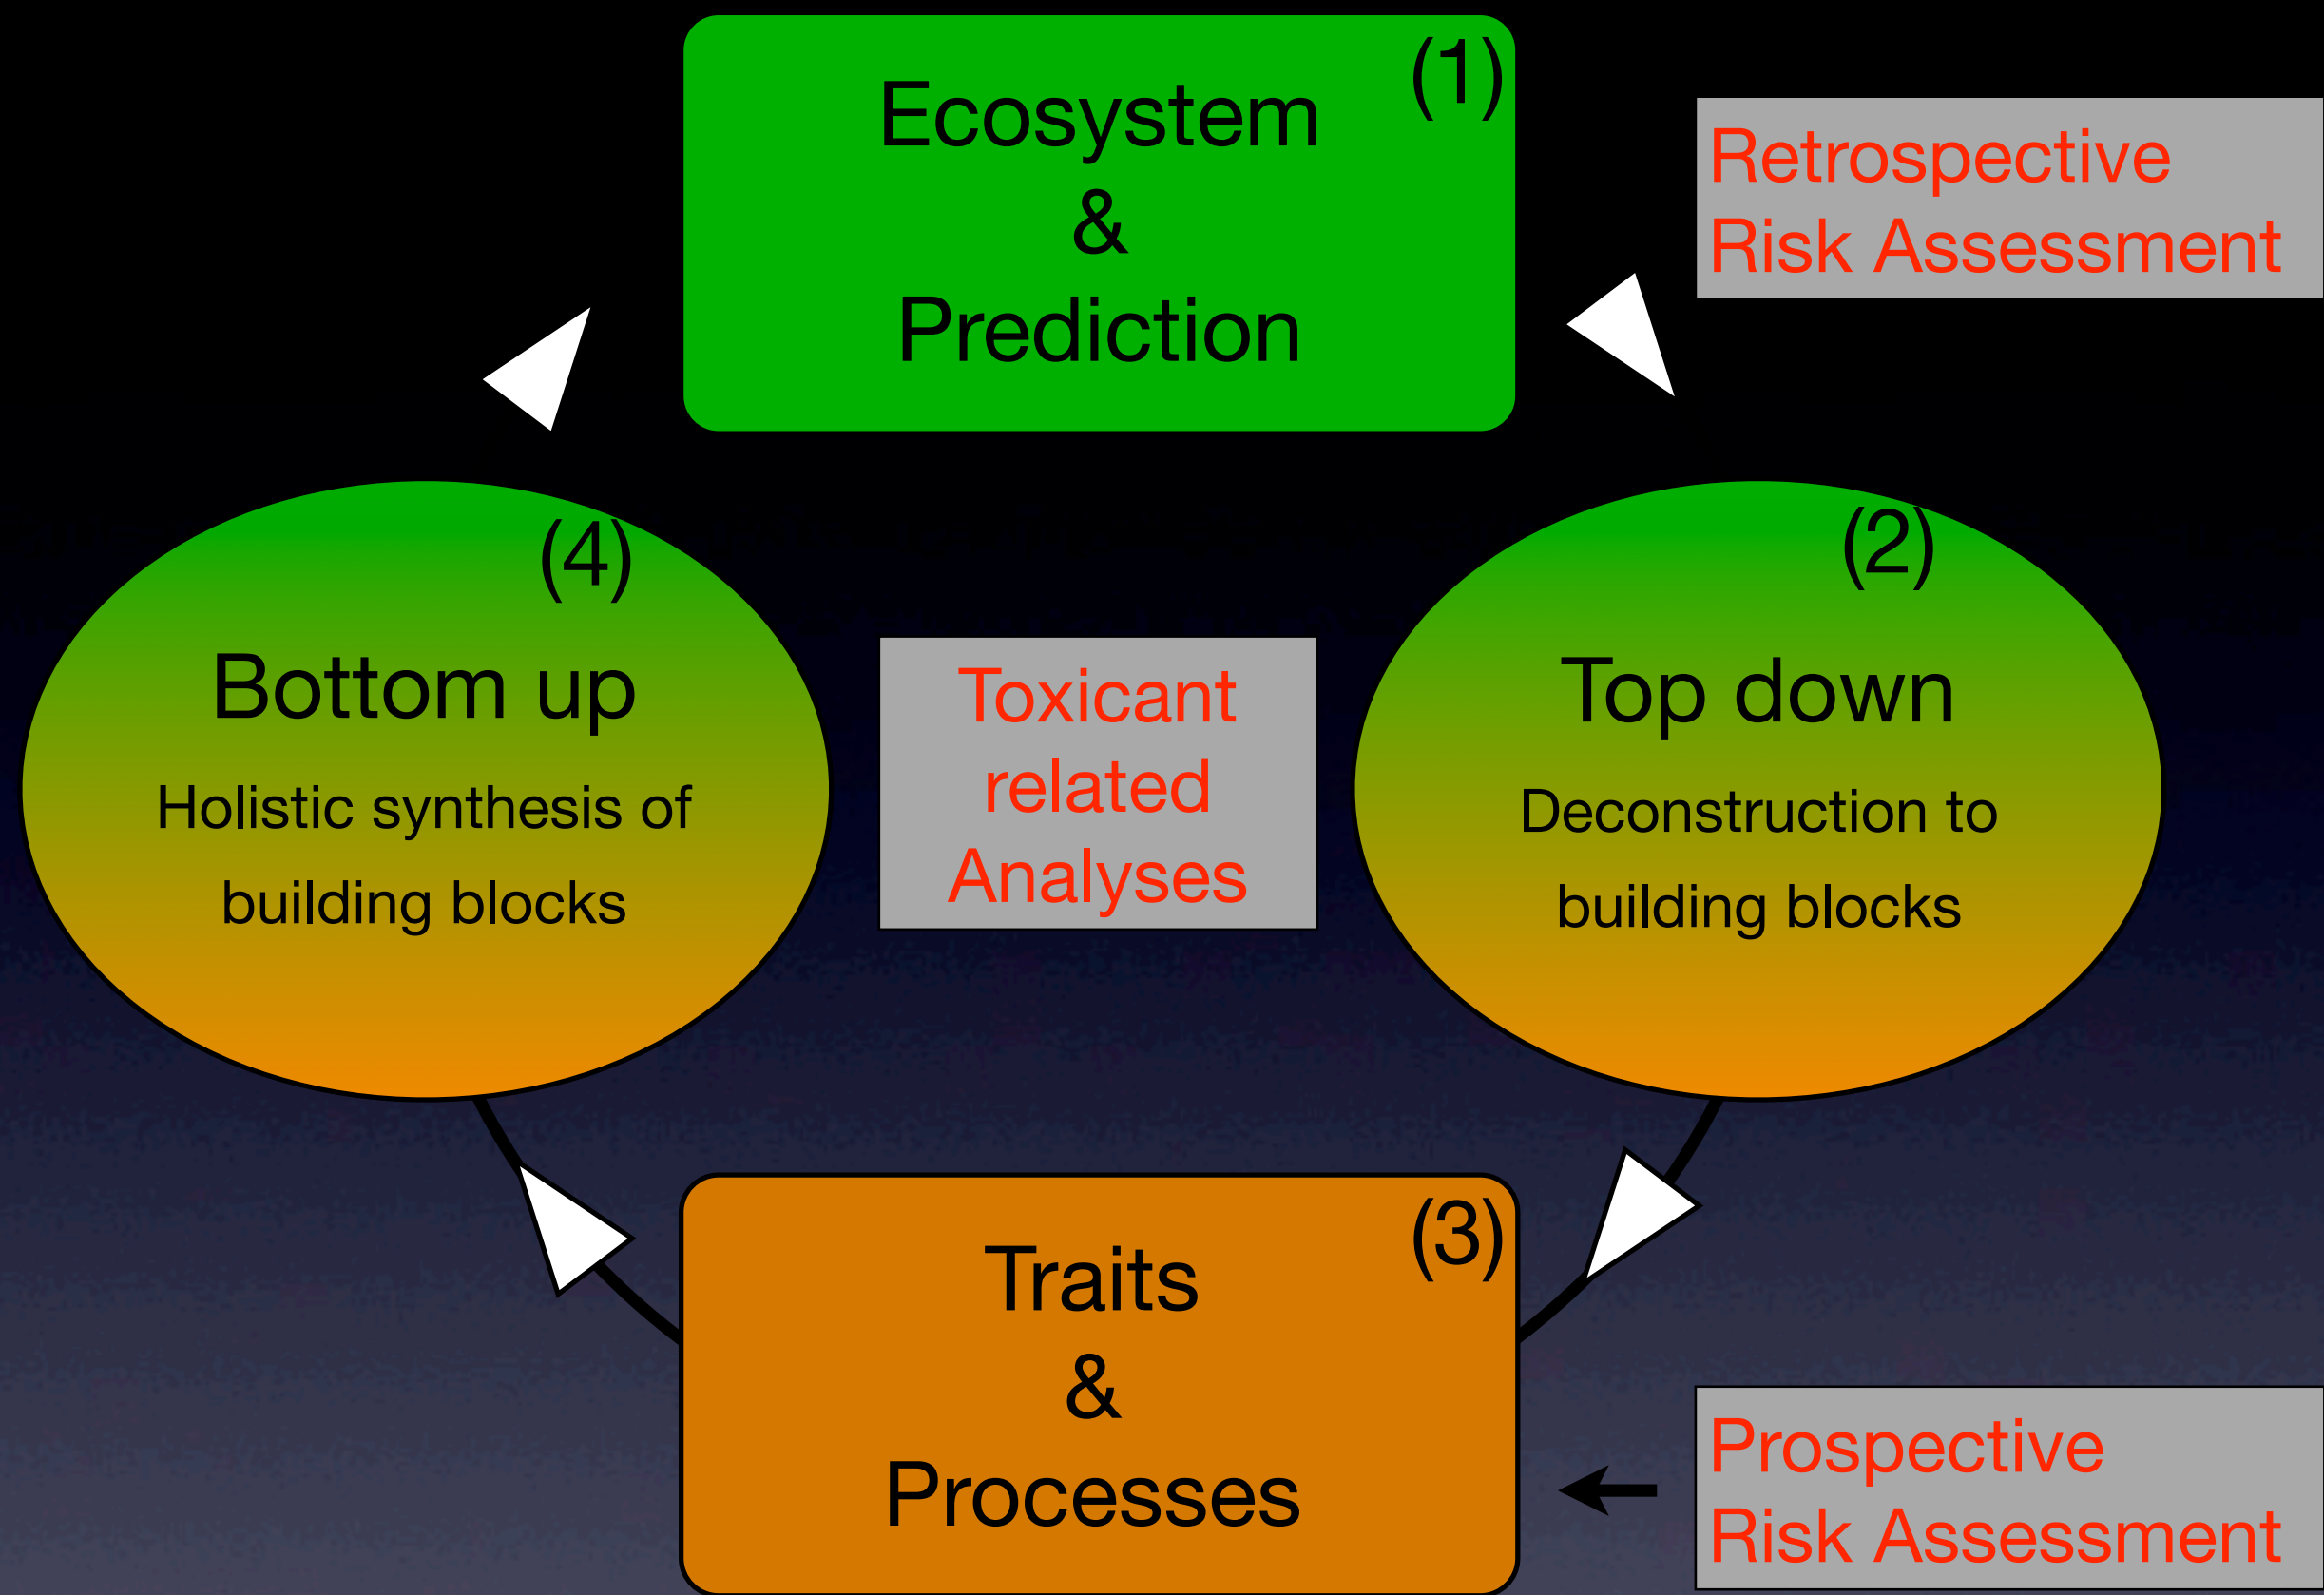 (1)
Ecosystem
&
Prediction
Retrospective
Risk Assessment
(4)
Bottom up
Holistic synthesis of
building blocks
Toxicant
related
Analyses
(2)
Top down
Deconstruction to
building blocks
(3)
Traits
&
Processes
Prospective
Risk Assessment